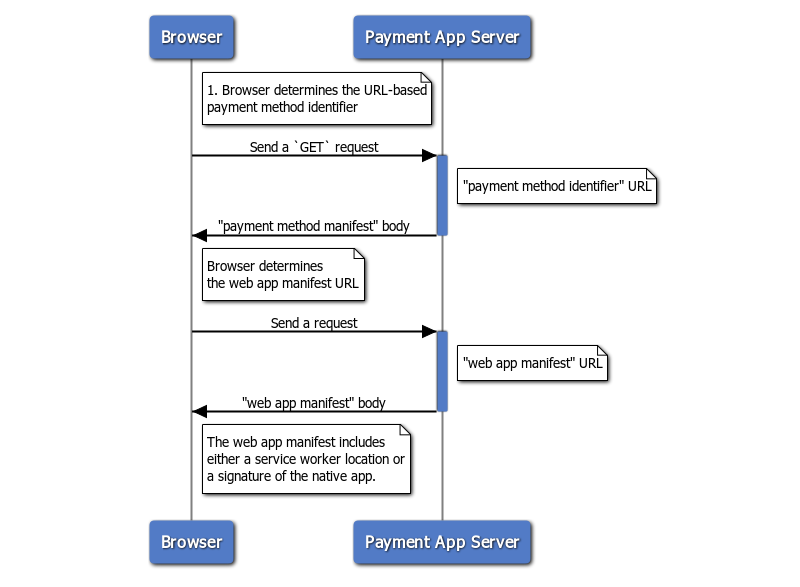 Browser
Payment App Server
1. Browser determines the URL-based
payment method identifier
Send a `GET` request
"payment method identifier" URL
"payment method manifest" body
Browser determines
the web app manifest URL
Send a request
"web app manifest" URL
"web app manifest" body
The web app manifest includes
either a service worker location or
a signature of the native app.
Browser
Payment App Server